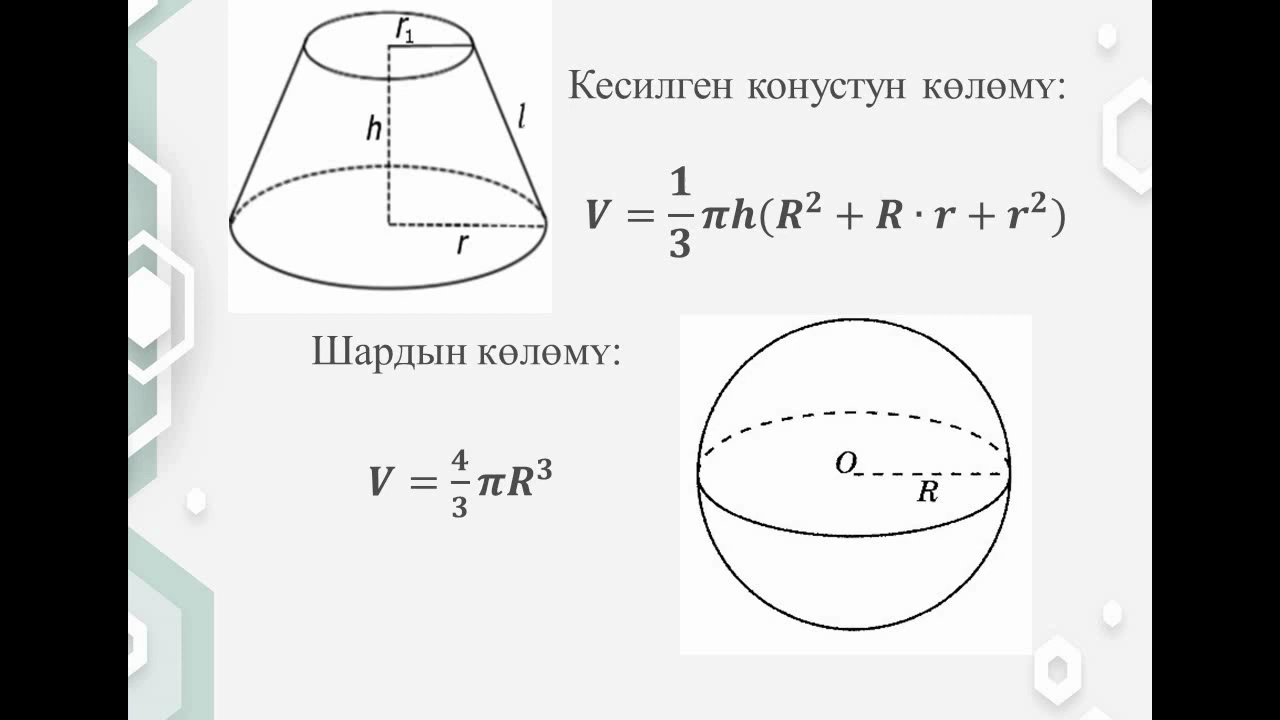 r₁
h
l
r
Кесилген конустун көлөмү:
V = 1/3 πh(R² + R · r + r²)
Шардын көлөмү:
V = 4/3 πR³
O
R